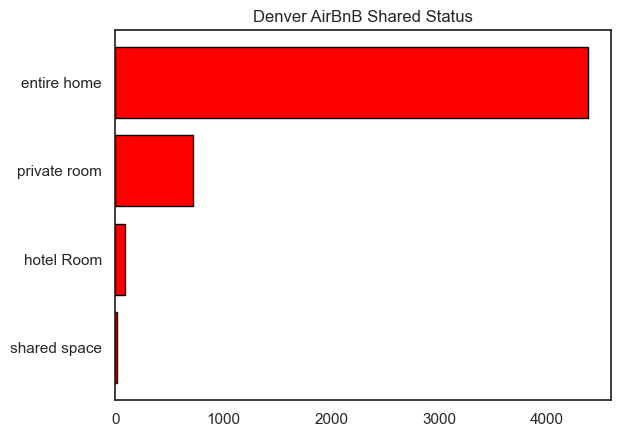 Denver AirBnB Shared Status
entire home
private room
hotel Room
shared space
0 1000 2000 3000 4000